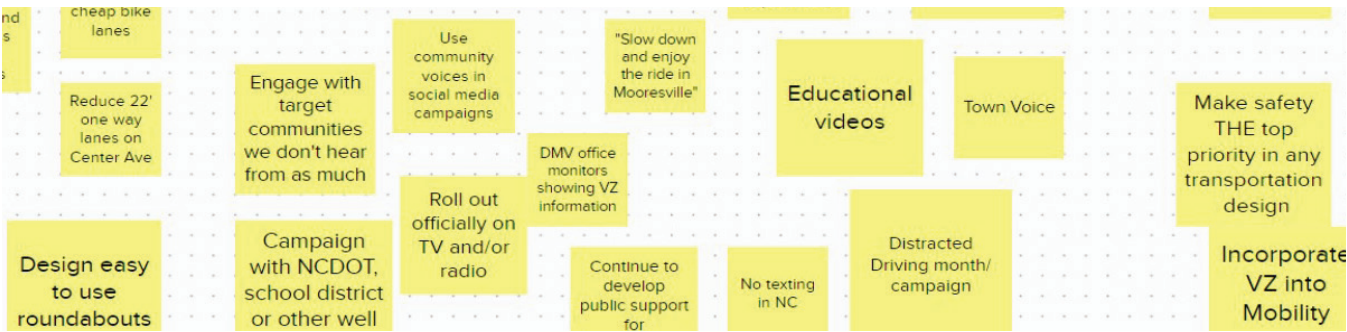 nd
s
s
cheap bike
lanes
Reduce 22'
one way
lanes on
Center Ave
Design easy
to use
roundabouts
Engage with
target
communities
we don't hear
from as much
Campaign
with NCDOT,
school district
or other well
Use
community
voices in
social media
campaigns
Roll out
officially on
TV and/or
radio
DMV office
monitors
showing VZ
information
"Slow down
and enjoy
the ride in
Mooresville"
Continue to
develop
public support
for
No texting
in NC
Educational
videos
Distracted
Driving month/
campaign
Town Voice
Make safety
THE top
priority in any
transportation
design
Incorporate
VZ into
Mobility